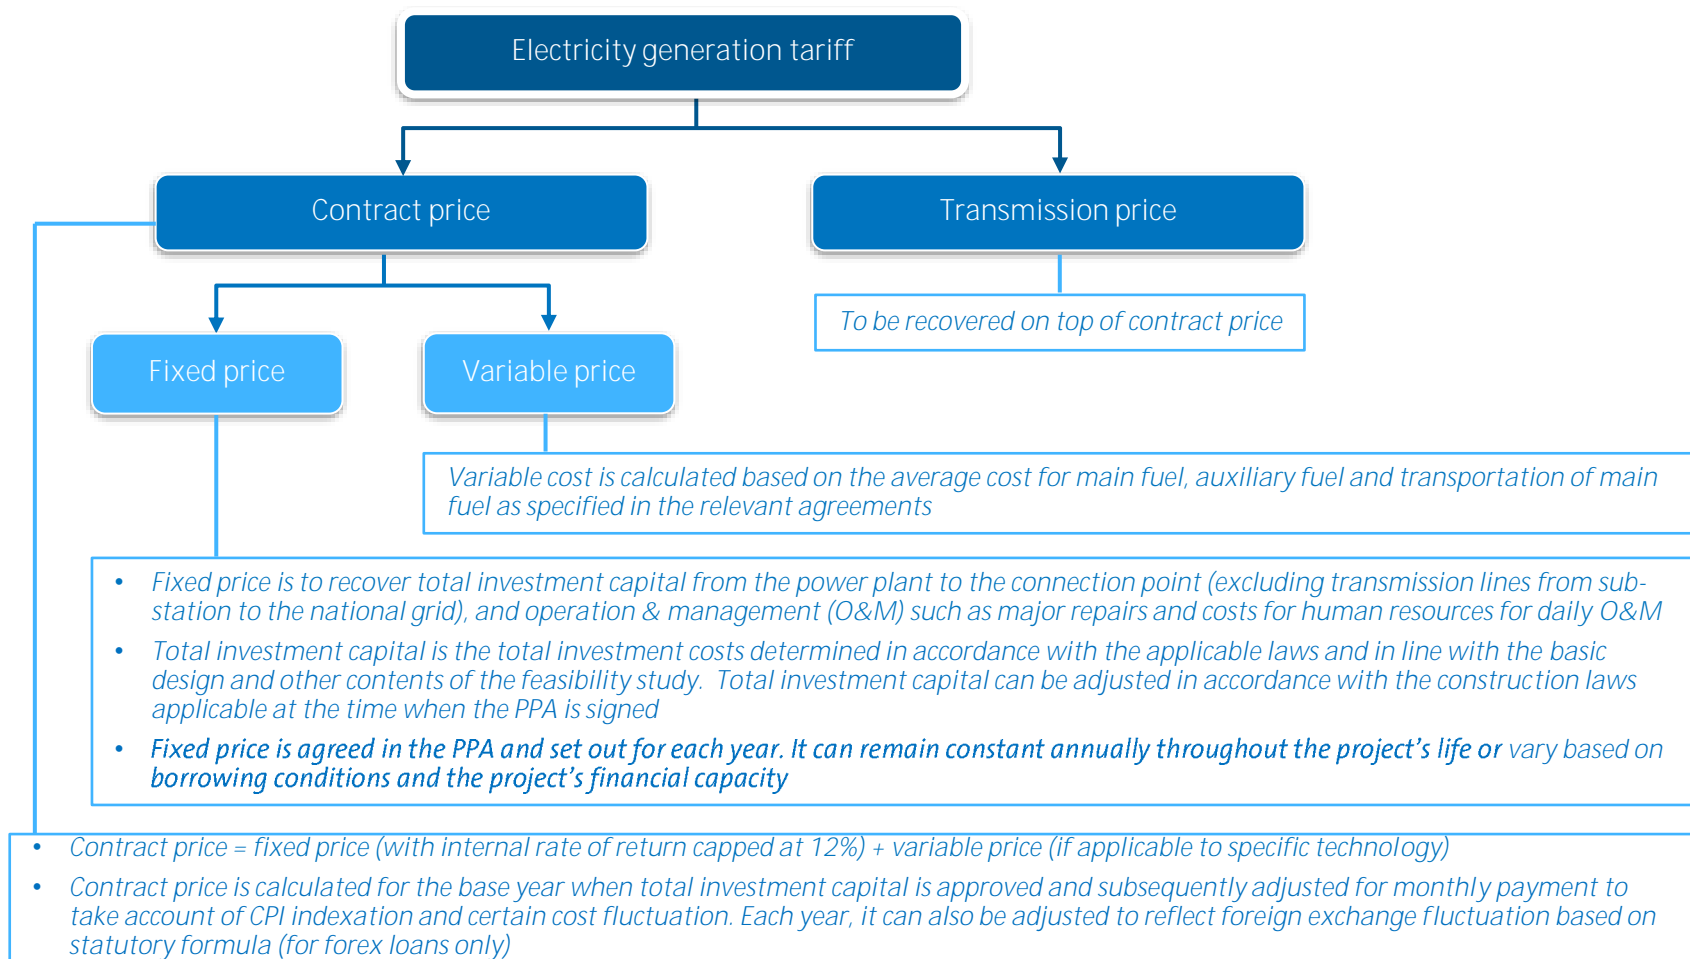 Electricity generation tariff
Contract price
Transmission price
To be recovered on top of contract price
Fixed price
Variable price
Variable cost is calculated based on the average cost for main fuel, auxiliary fuel and transportation of main
fuel as specified in the relevant agreements
• Fixed price is to recover total investment capital from the power plant to the connection point (excluding transmission lines from sub-
station to the national grid), and operation & management (O&M) such as major repairs and costs for human resources for daily O&M
• Total investment capital is the total investment costs determined in accordance with the applicable laws and in line with the basic
design and other contents of the feasibility study. Total investment capital can be adjusted in accordance with the construction laws
applicable at the time when the PPA is signed
• Fixed price is agreed in the PPA and set out for each year. It can remain constant annually throughout the project's life or vary based on
borrowing conditions and the project's financial capacity
• Contract price = fixed price (with internal rate of return capped at 12%) + variable price (if applicable to specific technology)
• Contract price is calculated for the base year when total investment capital is approved and subsequently adjusted for monthly payment to
take account of CPI indexation and certain cost fluctuation. Each year, it can also be adjusted to reflect foreign exchange fluctuation based on
statutory formula (for forex loans only)